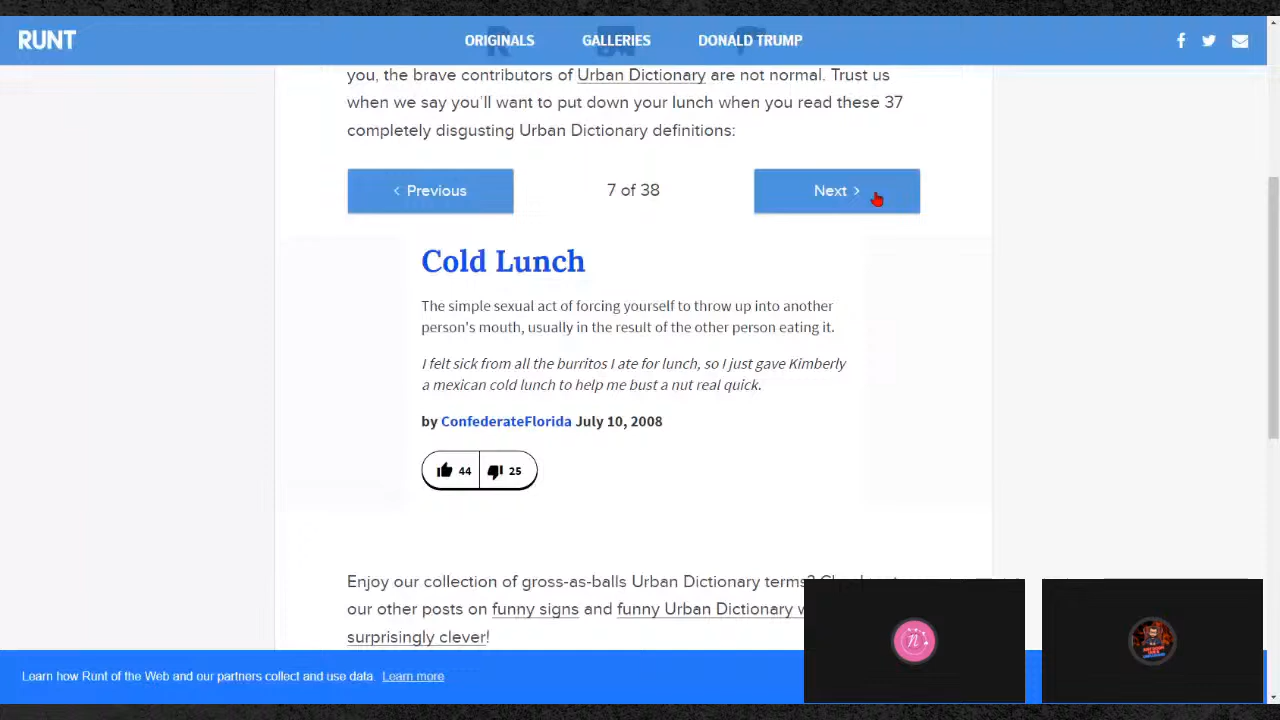 RUNT
ORIGINALS GALLERIES DONALD TRUMP
you, the brave contributors of Urban Dictionary are not normal. Trust us
when we say you'll want to put down your lunch when you read these 37
completely disgusting Urban Dictionary definitions:
Previous 7 of 38 Next
Cold Lunch
The simple sexual act of forcing yourself to throw up into another
person's mouth, usually in the result of the other person eating it.
I felt sick from all the burritos I ate for lunch, so I just gave Kimberly
a mexican cold lunch to help me bust a nut real quick.
by ConfederateFlorida July 10, 2008
44 25
Enjoy our collection of gross-as-balls Urban Dictionary terms?
our other posts on funny signs and funny Urban Dictionary
surprisingly clever!
Learn how Runt of the Web and our partners collect and use data. Learn more
n